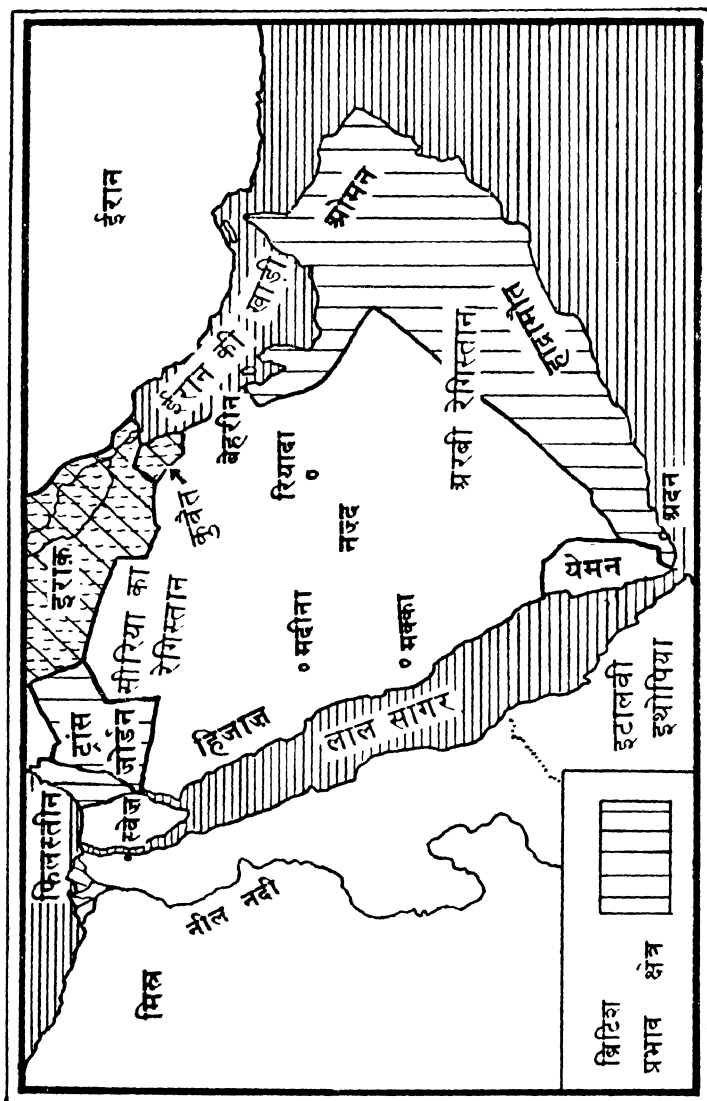 ईरान
ओमन
ईरान की खाड़ी
हाद्रामौत
बेहरीन
कुवैत
रियादा
अरबी रेगिस्तान
नज्द
इराक़
सीरिया का
रेगिस्तान
मदीना
मक्का
यमन
अदन
ट्रांस
जोर्डन
हिजाज़
लाल सागर
इटालवी
इथोपिया
फिलस्तीन
स्वेज़
नील नदी
मिस्र
ब्रिटिश
प्रभाव क्षेत्र